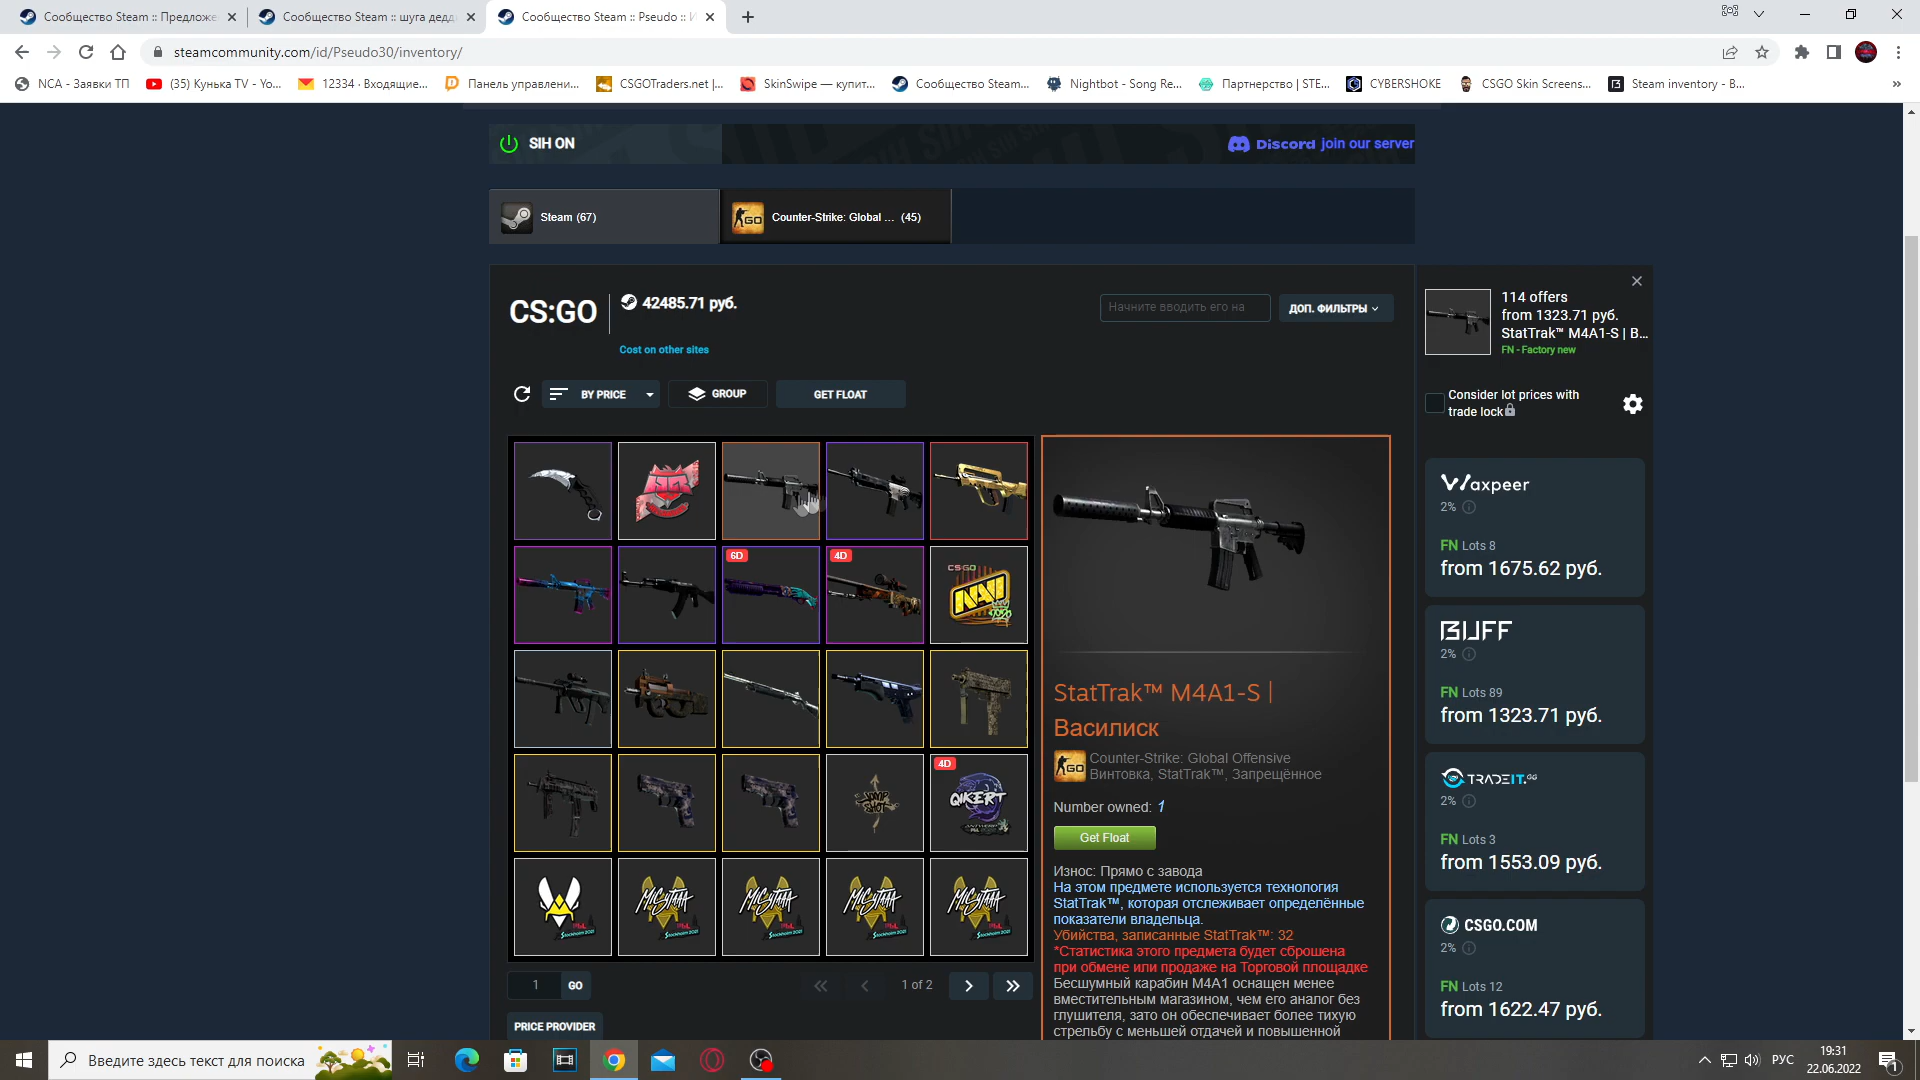 Сообщество Steam :: Предложе
Сообщество Steam :: шуга дедд
Сообщество Steam :: Pseudo :: И
steamcommunity.com/id/Pseudo30/inventory/
NCA - Заявки ТП
(35) Кунька TV - Yo...
12334 · Входящие...
Панель управлени...
CSGOTraders.net |...
SkinSwipe — купит...
Сообщество Steam...
Nightbot - Song Re...
Партнерство | STE...
CYBERSHOKE
CSGO Skin Screens...
Steam inventory - B...
SIH ON
Discord join our server
Steam (67)
Counter-Strike: Global ... (45)
CS:GO
42485.71 руб.
Cost on other sites
Начните вводить его на
ДОП. ФИЛЬТРЫ
BY PRICE
GROUP
GET FLOAT
6D
4D
CS:GO
NAVI
4D
QIKERT
JUMP SHOT
1
GO
1 of 2
PRICE PROVIDER
StatTrak™ M4A1-S |
Василиск
Counter-Strike: Global Offensive
Винтовка, StatTrak™, Запрещённое
Number owned: 1
Get Float
Износ: Прямо с завода
На этом предмете используется технология
StatTrak™, которая отслеживает определённые
показатели владельца.
Убийства, записанные StatTrak™: 32
*Статистика этого предмета будет сброшена
при обмене или продаже на Торговой площадке
Бесшумный карабин M4A1 оснащен менее
вместительным магазином, чем его аналог без
глушителя, зато он обеспечивает более тихую
стрельбу с меньшей отдачей и повышенной
114 offers
from 1323.71 руб.
StatTrak™ M4A1-S | В...
FN - Factory new
Consider lot prices with
trade lock
Waxpeer
2%
FN Lots 8
from 1675.62 руб.
BUFF
2%
FN Lots 89
from 1323.71 руб.
TRADEIT.GG
2%
FN Lots 3
from 1553.09 руб.
CSGO.COM
2%
FN Lots 12
from 1622.47 руб.
Введите здесь текст для поиска
РУС
19:31
22.06.2022
1